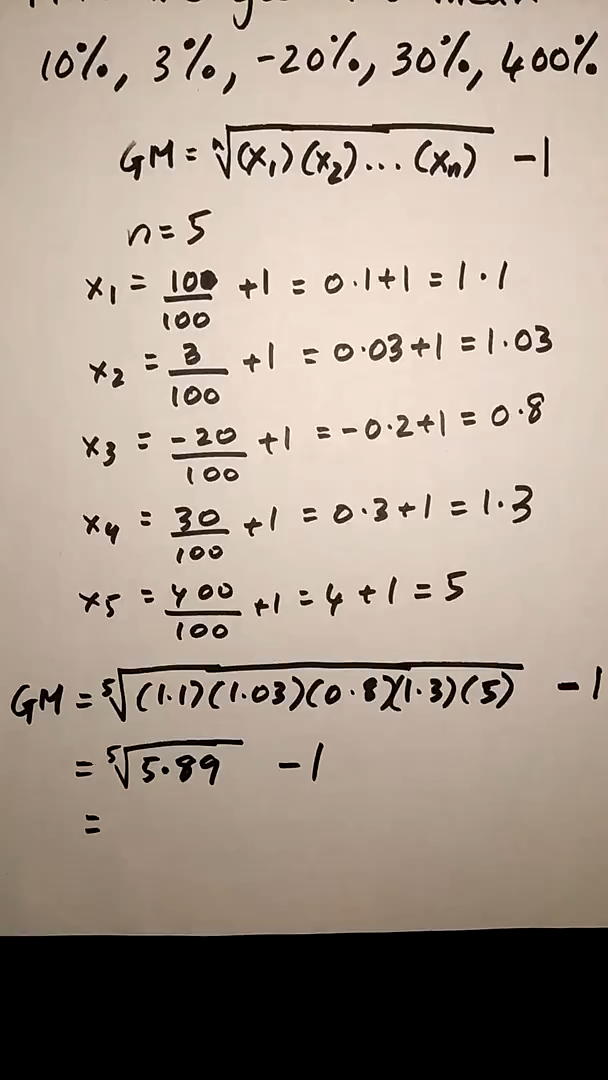 10%, 3%, -20%, 30%, 400%
GM = ⁿ√(x₁)(x₂)...(xₙ) -1
n=5
x₁ = 100/100 +1 = 0.1+1 = 1.1
x₂ = 3/100 +1 = 0.03+1 = 1.03
x₃ = -20/100 +1 = -0.2+1 = 0.8
x₄ = 30/100 +1 = 0.3+1 = 1.3
x₅ = 400/100 +1 = 4+1 = 5
GM = ⁵√(1.1)(1.03)(0.8)(1.3)(5) -1
= ⁵√5.89 -1
=